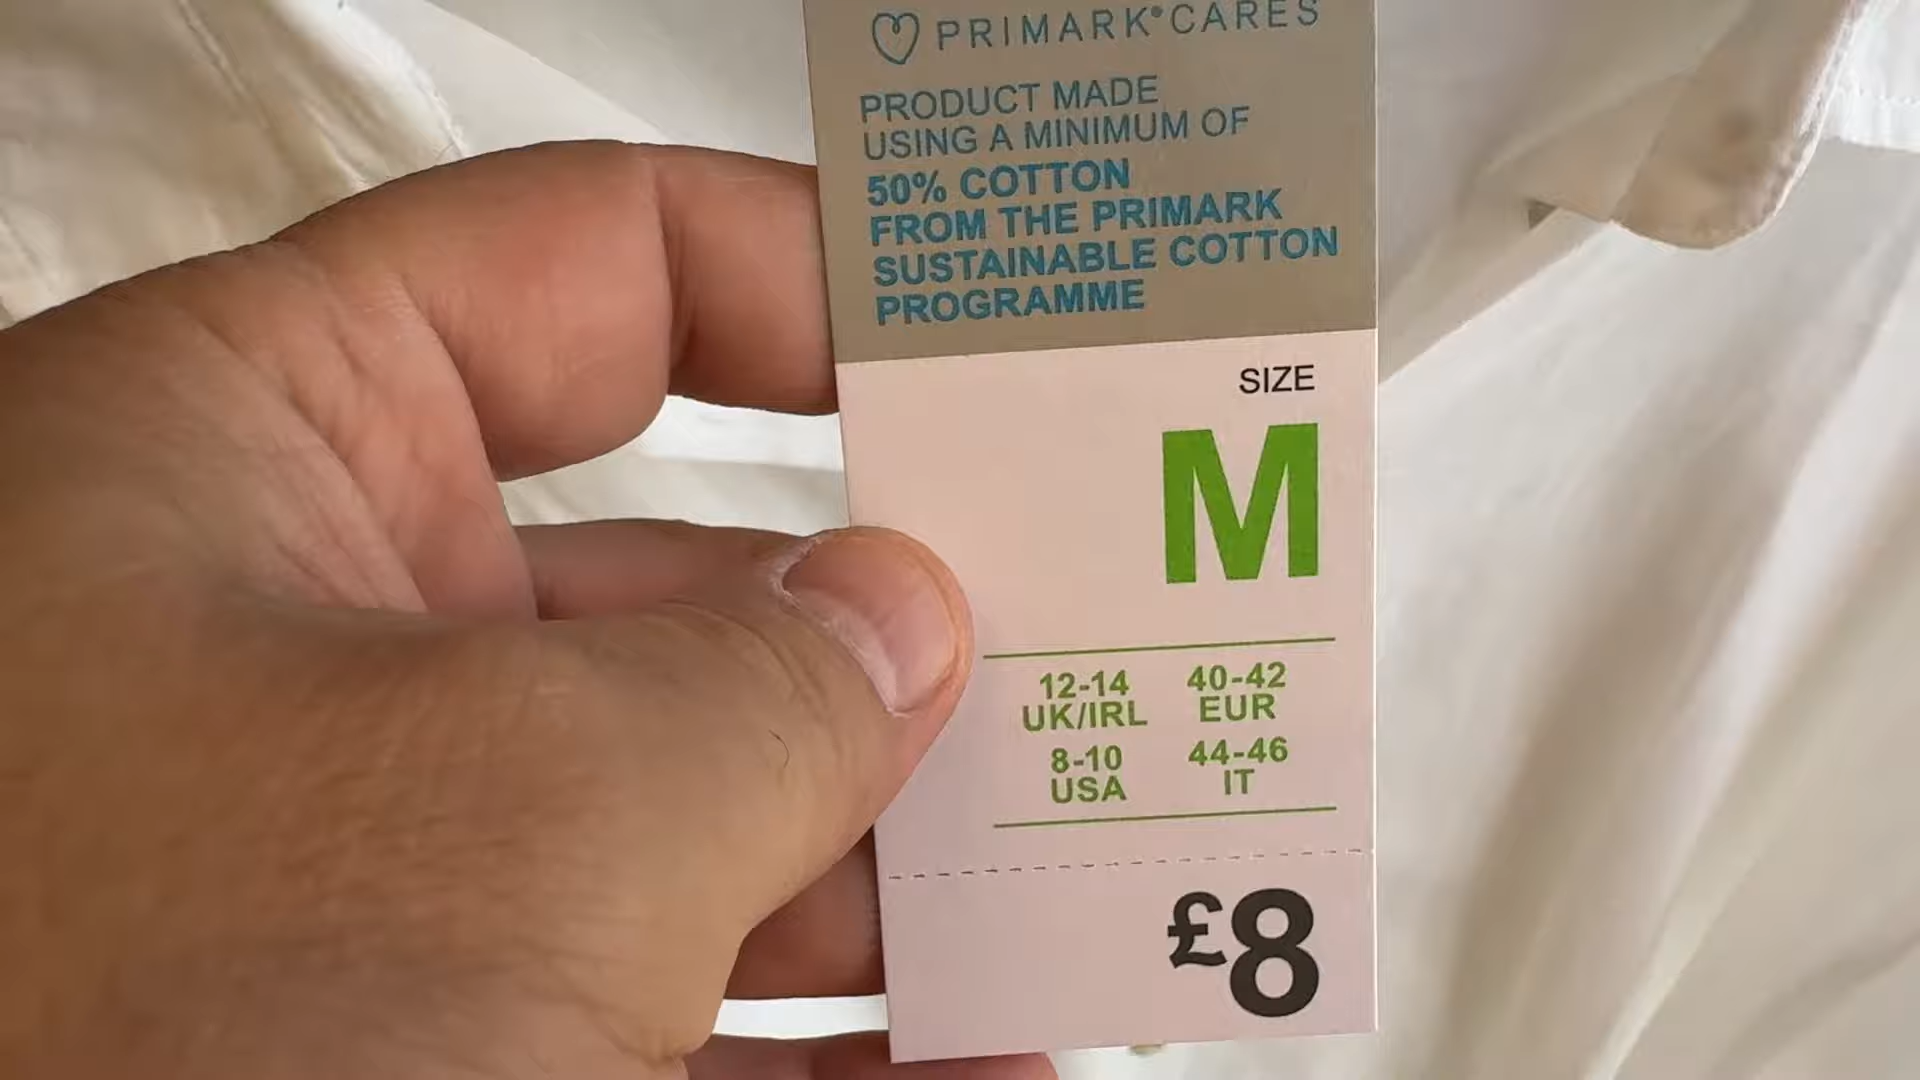 PRIMARK®CARES
PRODUCT MADE
USING A MINIMUM OF
50% COTTON
FROM THE PRIMARK
SUSTAINABLE COTTON
PROGRAMME
SIZE
M
12-14
UK/IRL
40-42
EUR
8-10
USA
44-46
IT
£8